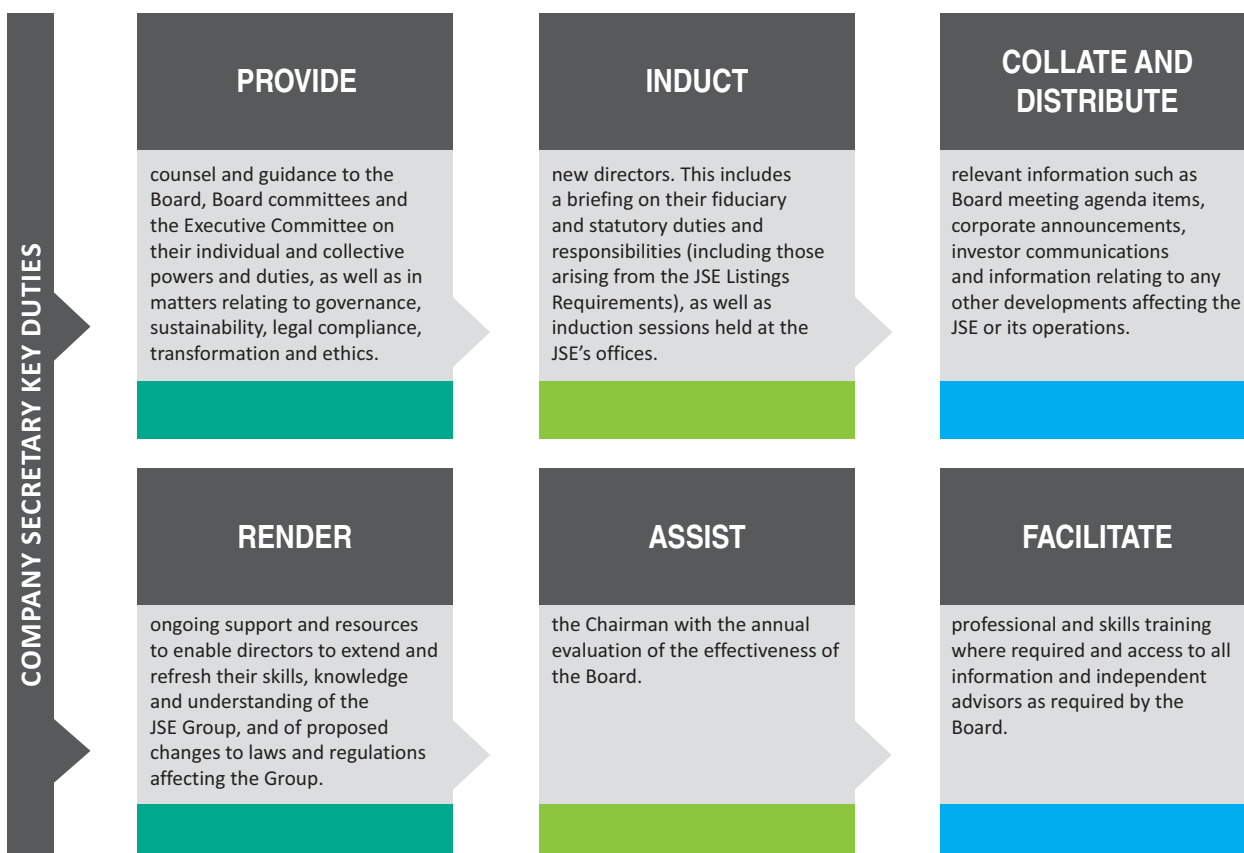 COMPANY SECRETARY KEY DUTIES
PROVIDE
counsel and guidance to the
Board, Board committees and
the Executive Committee on
their individual and collective
powers and duties, as well as in
matters relating to governance,
sustainability, legal compliance,
transformation and ethics.
INDUCT
new directors. This includes
a briefing on their fiduciary
and statutory duties and
responsibilities (including those
arising from the JSE Listings
Requirements), as well as
induction sessions held at the
JSE's offices.
COLLATE AND
DISTRIBUTE
relevant information such as
Board meeting agenda items,
corporate announcements,
investor communications
and information relating to any
other developments affecting the
JSE or its operations.
RENDER
ongoing support and resources
to enable directors to extend and
refresh their skills, knowledge
and understanding of the
JSE Group, and of proposed
changes to laws and regulations
affecting the Group.
ASSIST
the Chairman with the annual
evaluation of the effectiveness of
the Board.
FACILITATE
professional and skills training
where required and access to all
information and independent
advisors as required by the
Board.